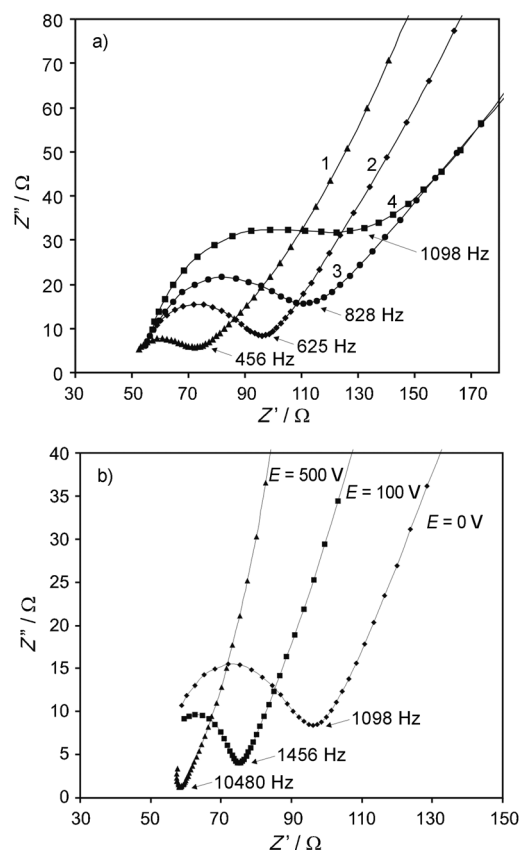 a)
80
70
60
50
40
30
20
10
0
Z" / Ω
1
2
4
3
1098 Hz
828 Hz
625 Hz
456 Hz
30 50 70 90 110 130 150 170
Z' / Ω
b)
40
35
30
25
20
15
10
5
0
Z" / Ω
E = 500 V
E = 100 V
E = 0 V
1098 Hz
1456 Hz
10480 Hz
30 50 70 90 110 130 150
Z' / Ω